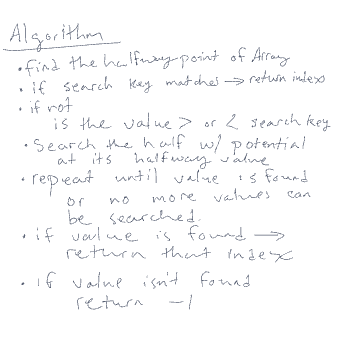 Algorithm
• find the halfway point of Array
• if search key matches → return index
• if not
is the value > or < search key
• Search the half w/ potential
at its halfway value
• repeat until value is found
or no more values can
be searched.
• if value is found →
return that index
• if value isn't found
return -1